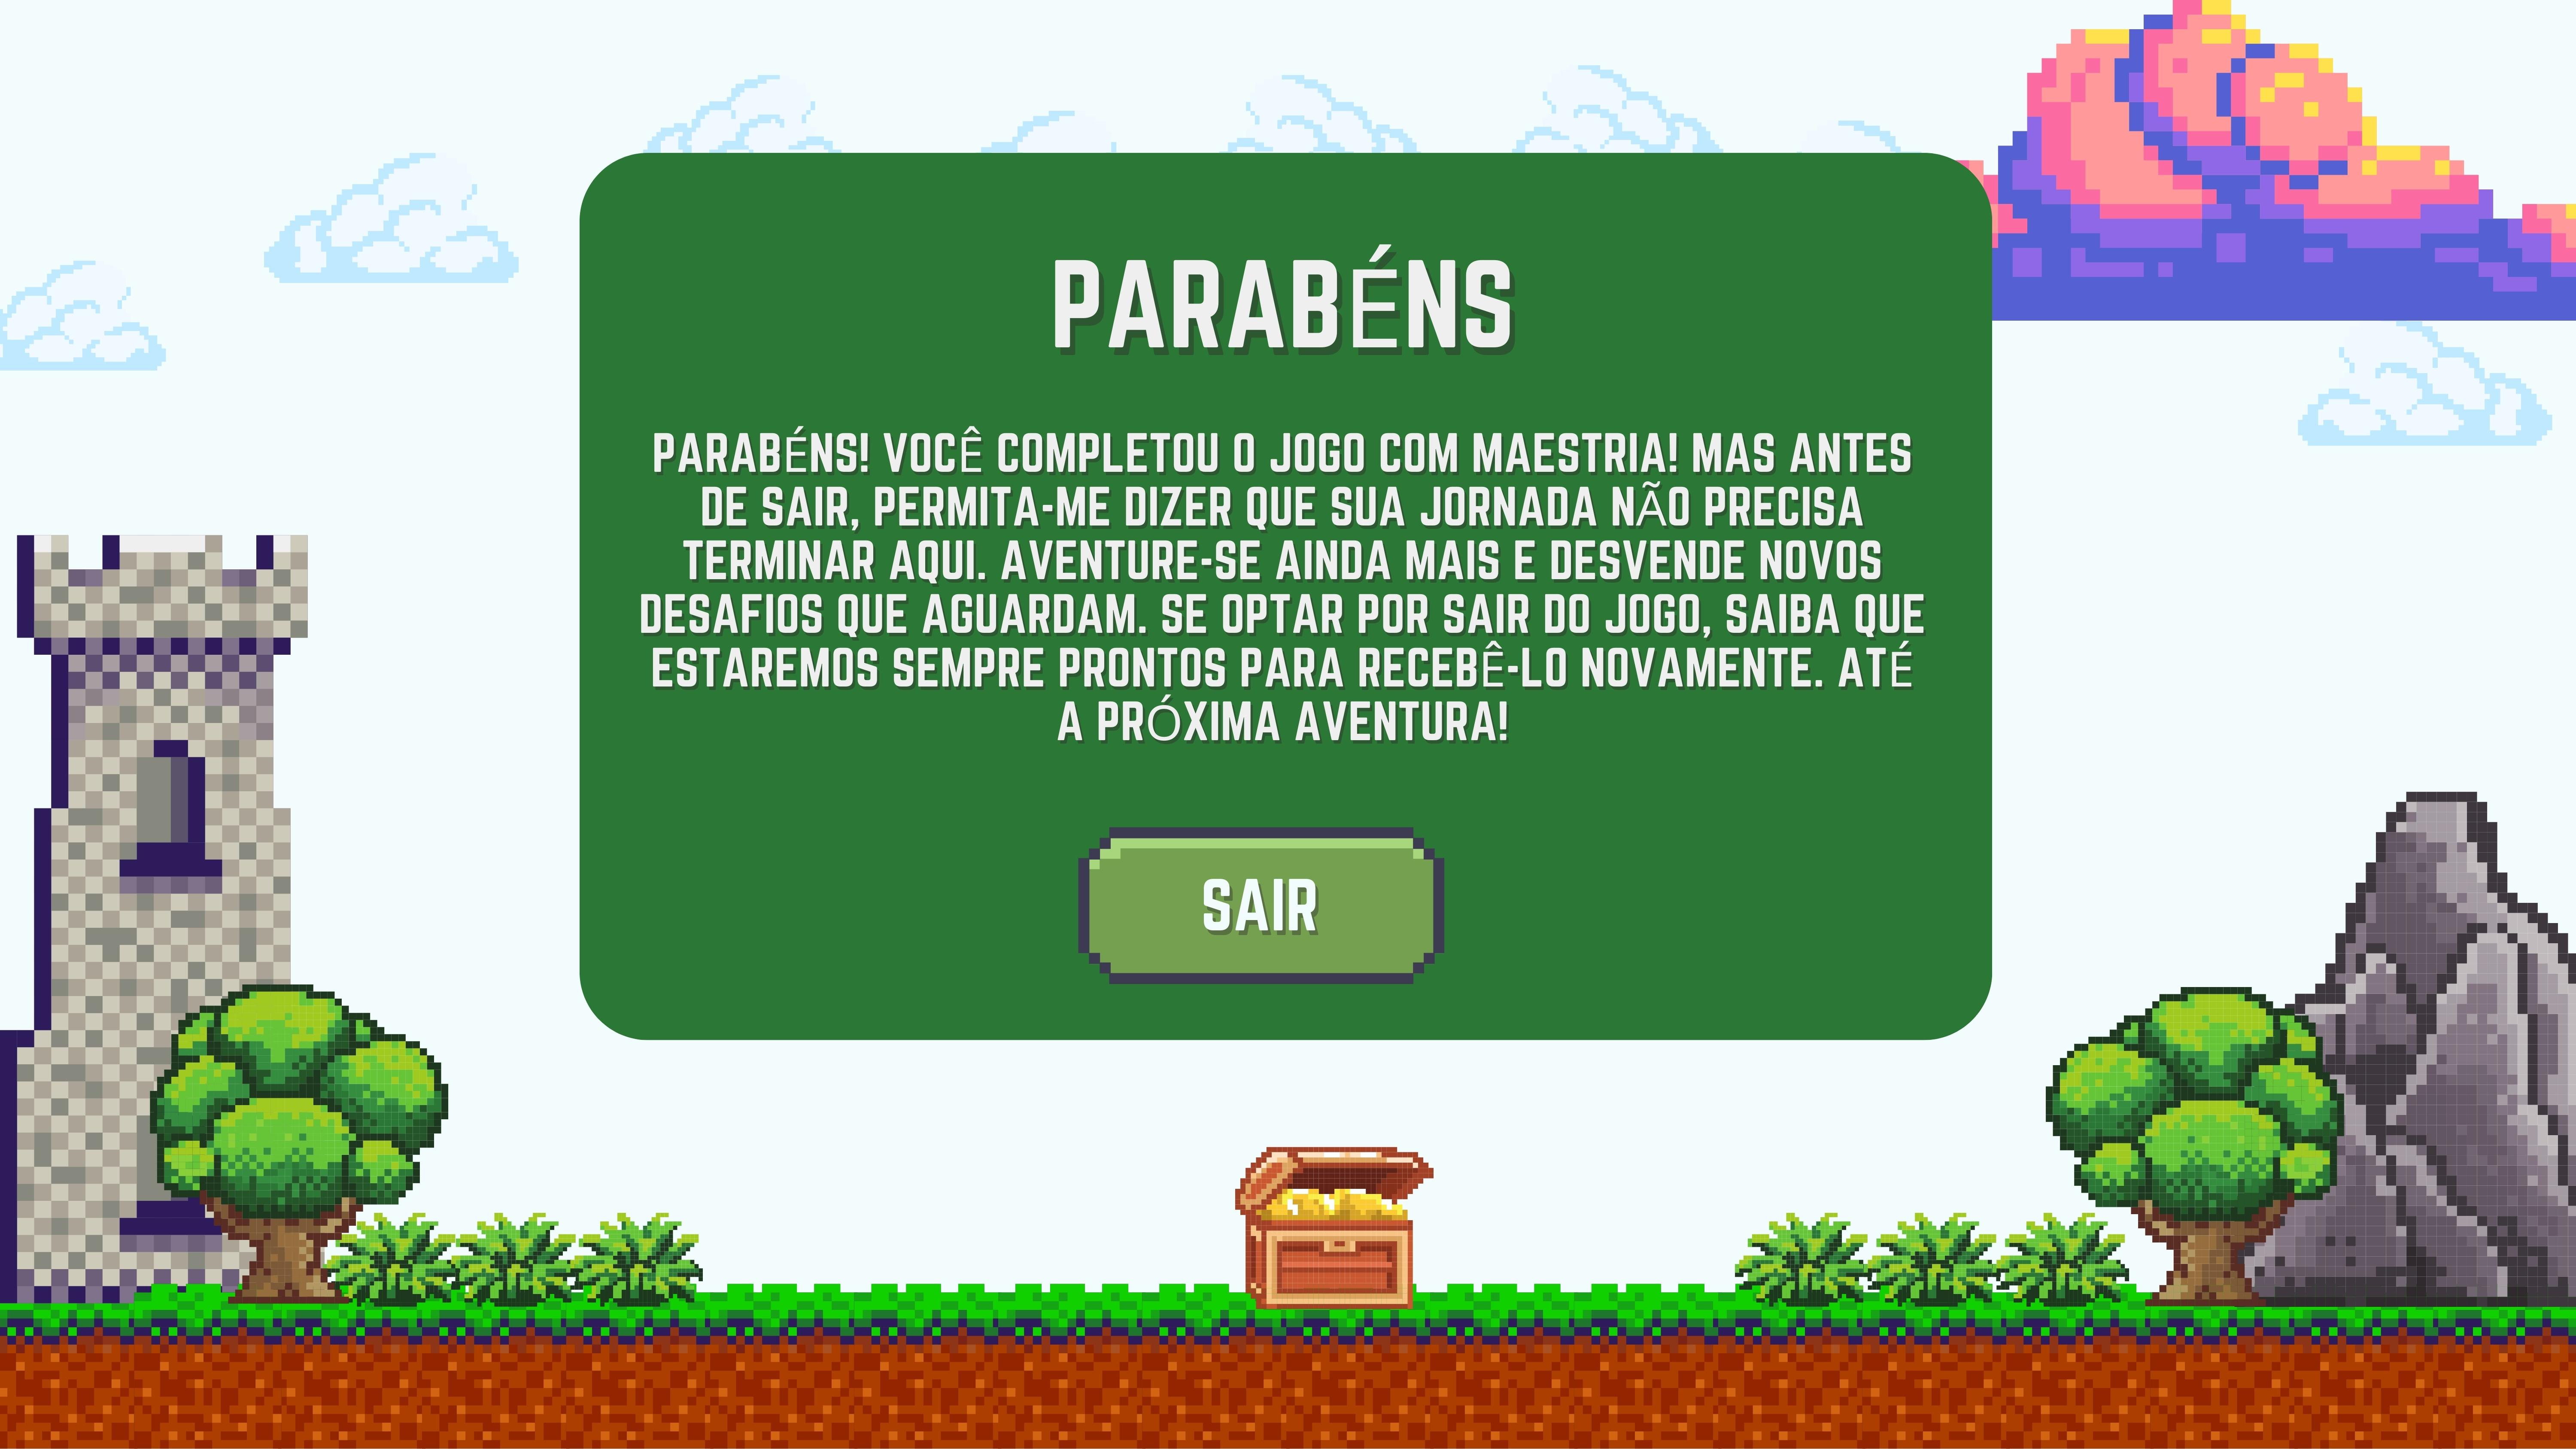 PARABÉNS
PARABÉNS! VOCÊ COMPLETOU O JOGO COM MAESTRIA! MAS ANTES
DE SAIR, PERMITA-ME DIZER QUE SUA JORNADA NÃO PRECISA
TERMINAR AQUI. AVENTURE-SE AINDA MAIS E DESVENDE NOVOS
DESAFIOS QUE AGUARDAM. SE OPTAR POR SAIR DO JOGO, SAIBA QUE
ESTAREMOS SEMPRE PRONTOS PARA RECEBÊ-LO NOVAMENTE. ATÉ
A PRÓXIMA AVENTURA!
SAIR